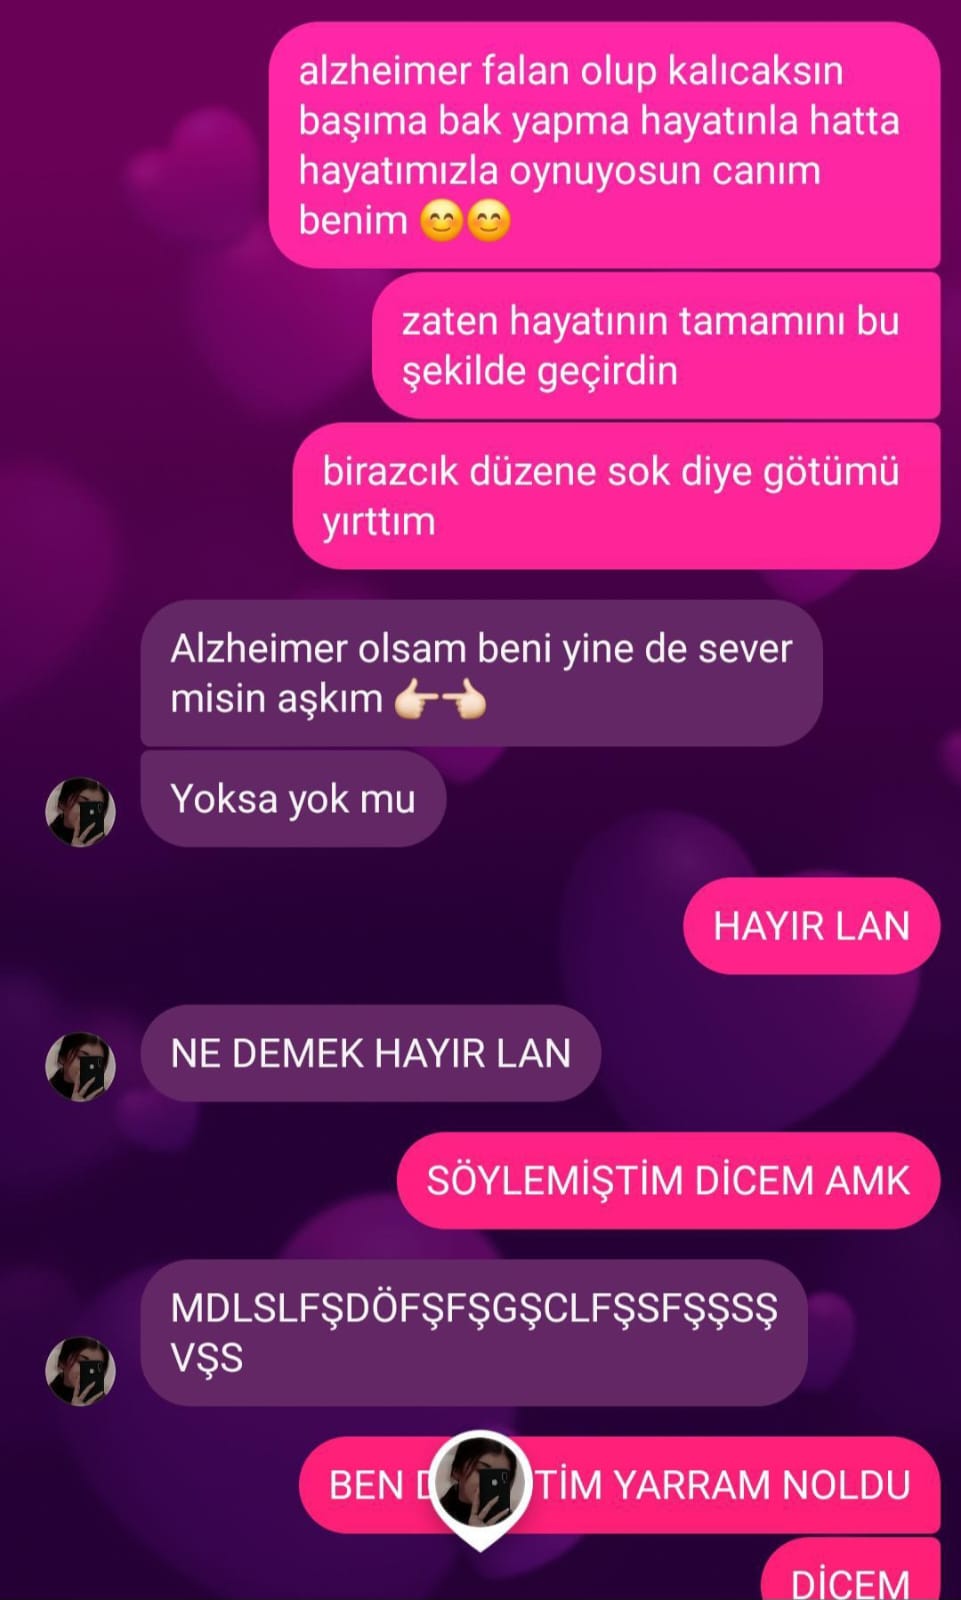 alzheimer falan olup kalıcaksın
başıma bak yapma hayatınla hatta
hayatımızla oynuyosun canım
benim 😊😊
zaten hayatının tamamını bu
şekilde geçirdin
birazcık düzene sok diye götümü
yırttım
Alzheimer olsam beni yine de sever
misin aşkım 👉🏻👈🏻
Yoksa yok mu
HAYIR LAN
NE DEMEK HAYIR LAN
SÖYLEMİŞTİM DİCEM AMK
MDLSLFŞDÖFŞFŞGŞCLFŞSFŞŞSŞ
VŞS
BEN TİM YARRAM NOLDU
DİCEM